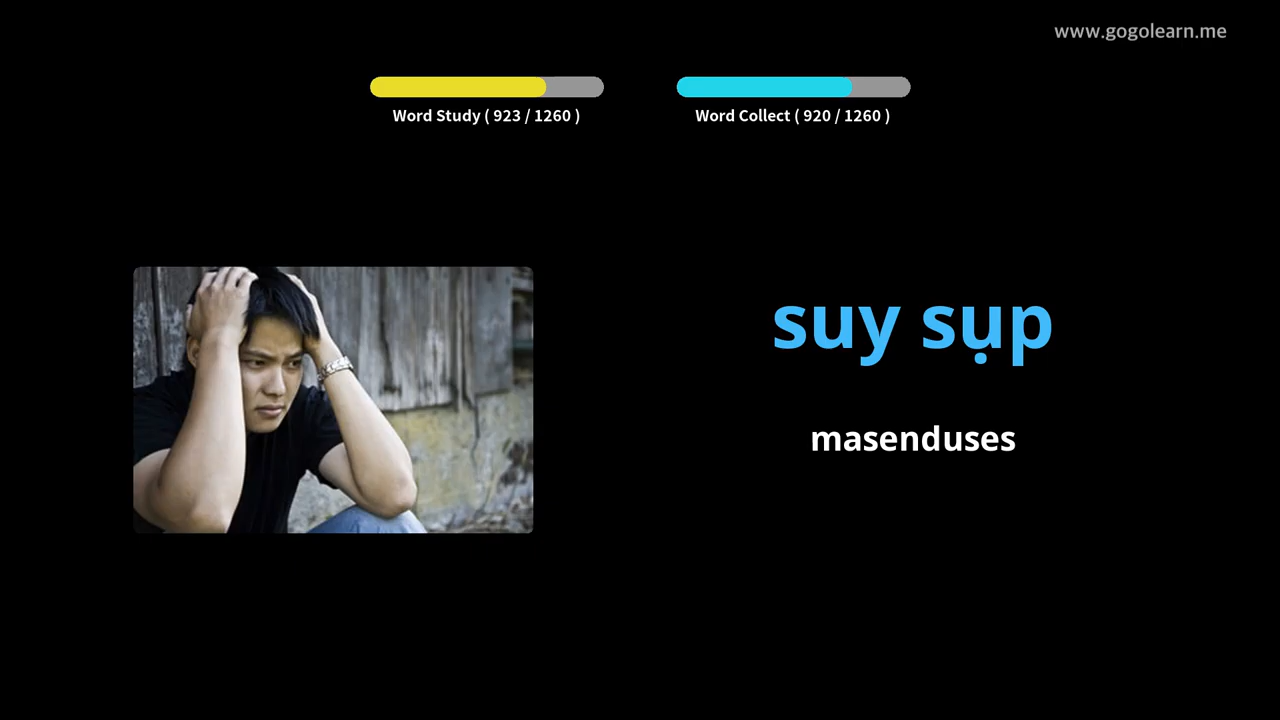 www.gogolearn.me
Word Study ( 923 / 1260 )
Word Collect ( 920 / 1260 )
suy sụp
masenduses